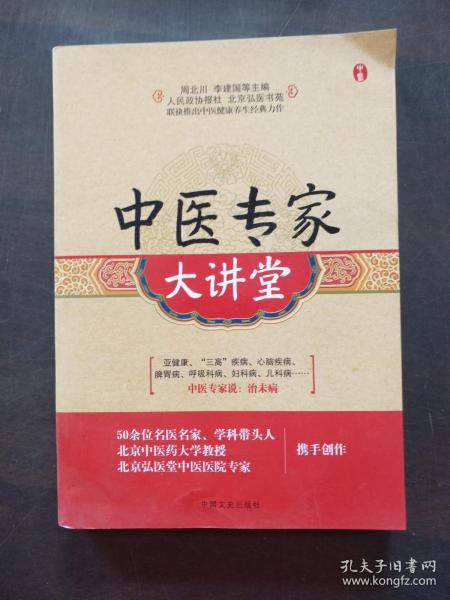 周北川 李建国等主编
人民政协报社 北京弘医书苑
联袂推出中医健康养生经典力作
中医专家
大讲堂
亚健康、“三高”疾病、心脑疾病、
脾胃病、呼吸科病、妇科病、儿科病……
中医专家说：治未病
50余位名医名家、学科带头人
北京中医药大学教授
北京弘医堂中医医院专家
携手创作
中国文史出版社
孔夫子旧书网
www.kongfz.com